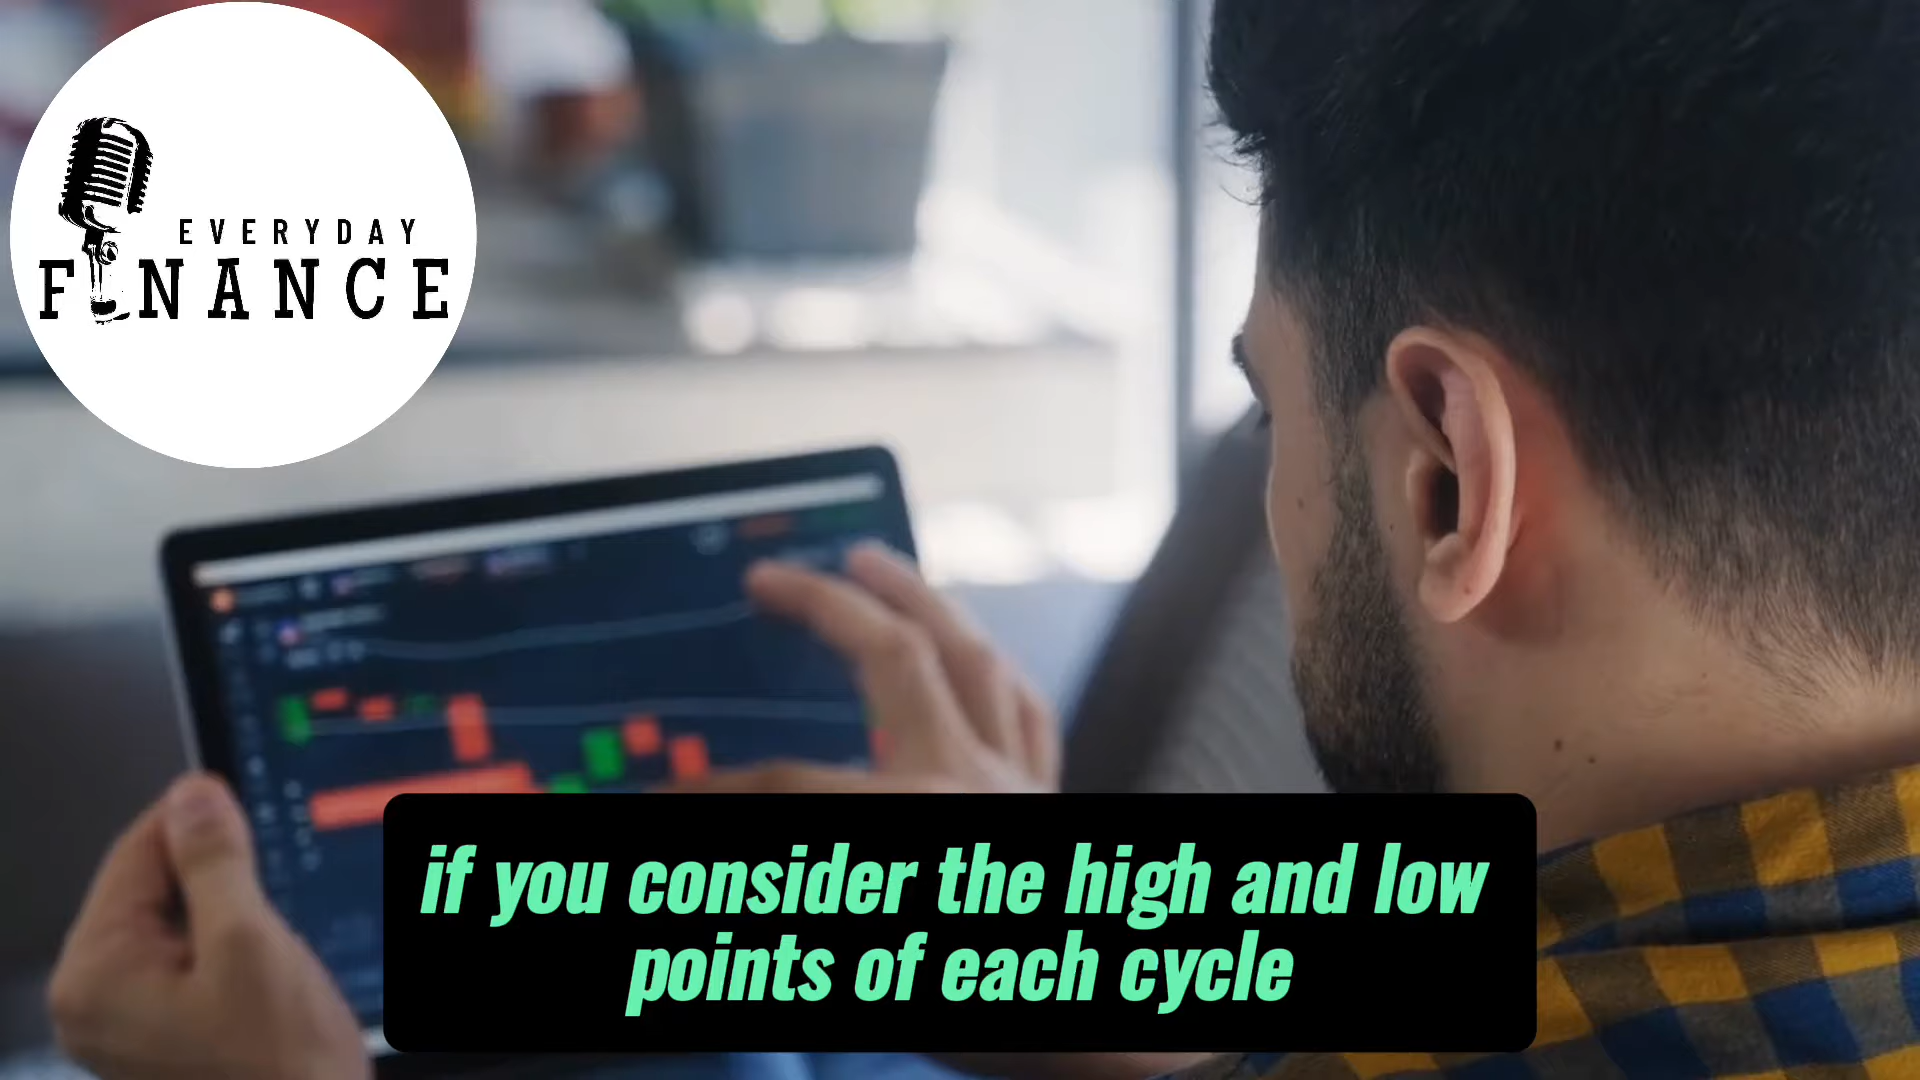 EVERYDAY
FINANCE
if you consider the high and low
points of each cycle